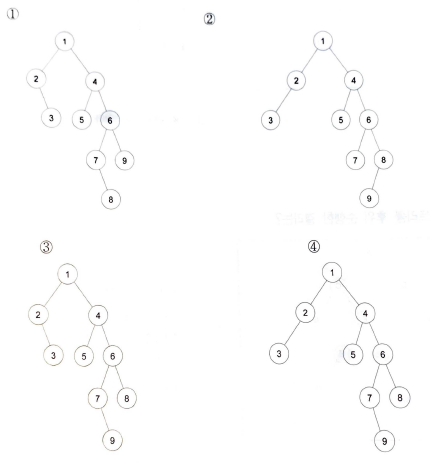 ① ②
1 1
2 4 2 4
3 5 6 3 5 6
7 9 7 8
8 9
③ ④
1 1
2 4 2 4
3 5 6 3 5 6
7 8 7 8
9 9